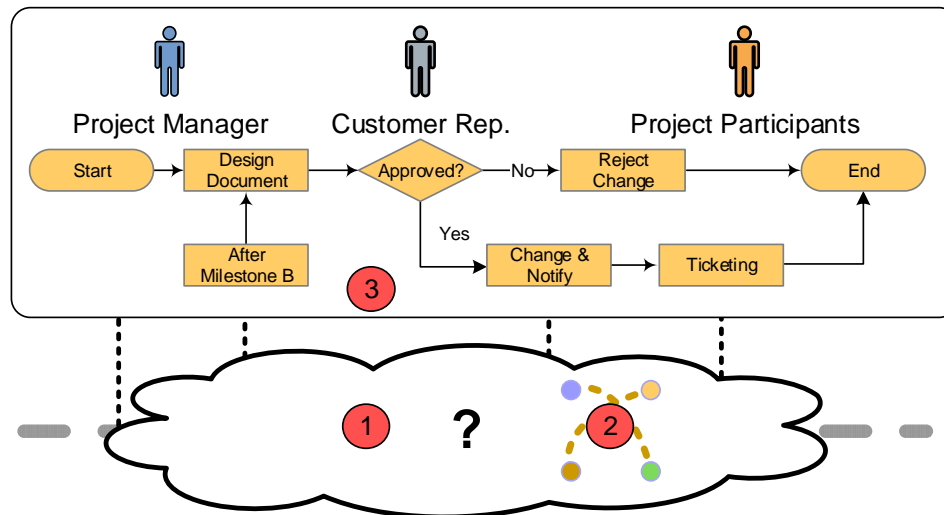 Project Manager
Customer Rep.
Project Participants
Start
Design
Document
Approved?
No
Reject
Change
End
After
Milestone B
Yes
Change &
Notify
Ticketing
3
1
?
2